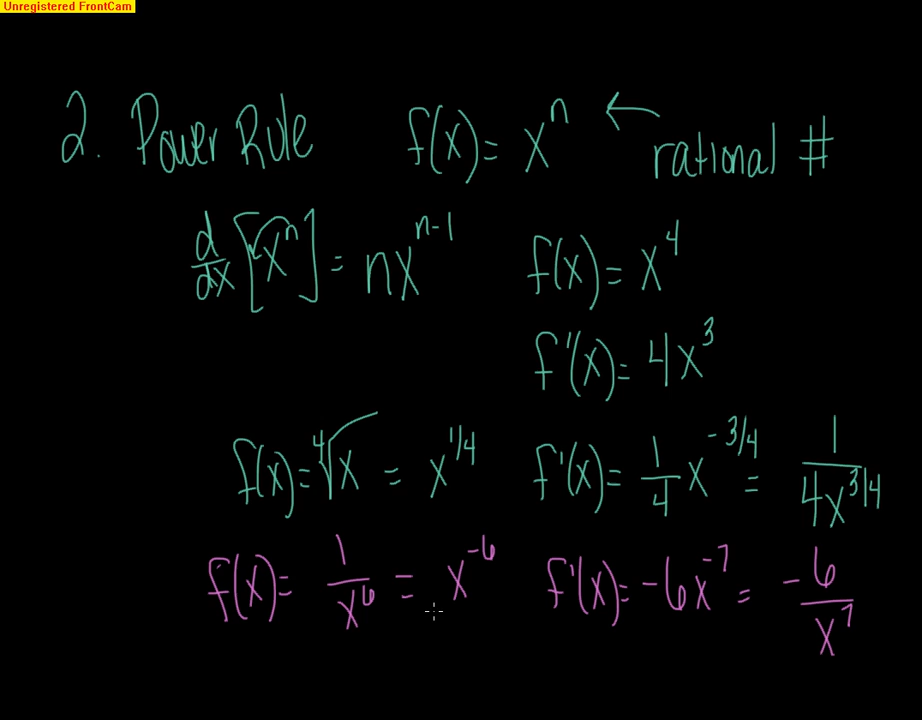 Unregistered FrontCam
2. Power Rule f(x) = x^n ← rational #
d/dx [x^n] = nx^(n-1) f(x) = x^4
f'(x) = 4x^3
f(x) = ∜x = x^(1/4) f'(x) = 1/4 x^(-3/4) = 1/(4x^(3/4))
f(x) = 1/x^6 = x^(-6) f'(x) = -6x^(-7) = -6/x^7